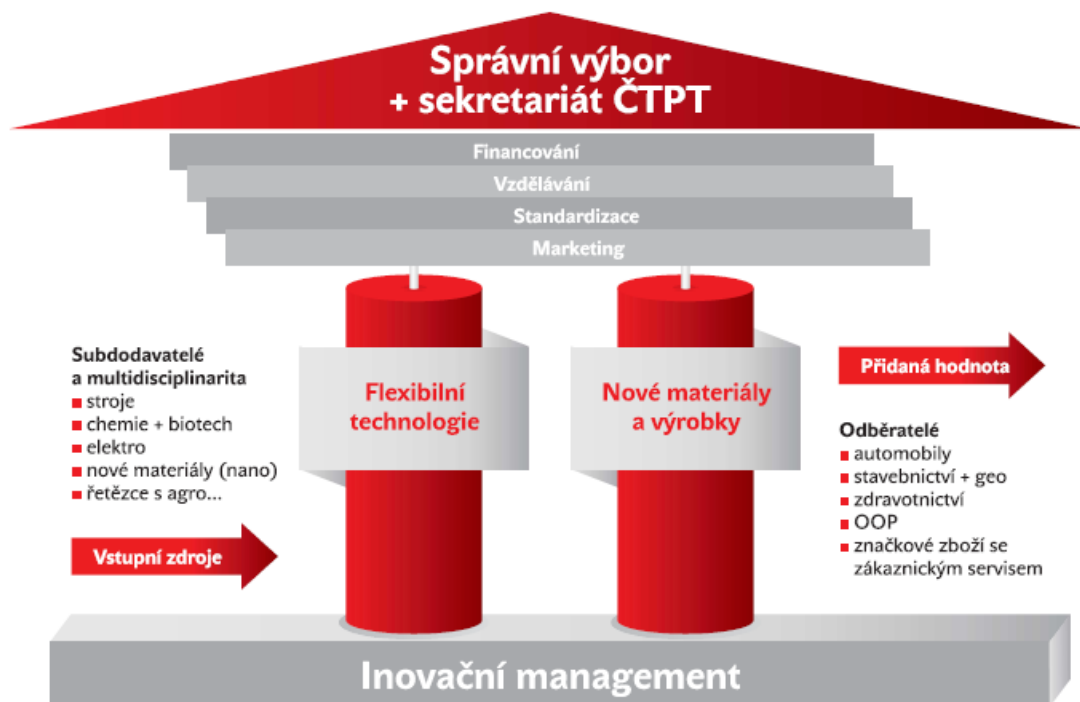 Správní výbor
+ sekretariát ČTPT
Financování
Vzdělávání
Standardizace
Marketing
Subdodavatelé
a multidisciplinarita
stroje
chemie + biotech
elektro
nové materiály (nano)
řetězce s agro...
Vstupní zdroje
Flexibilní
technologie
Nové materiály
a výrobky
Přidaná hodnota
Odběratelé
automobily
stavebnictví + geo
zdravotnictví
OOP
značkové zboží se
zákaznickým servisem
Inovační management